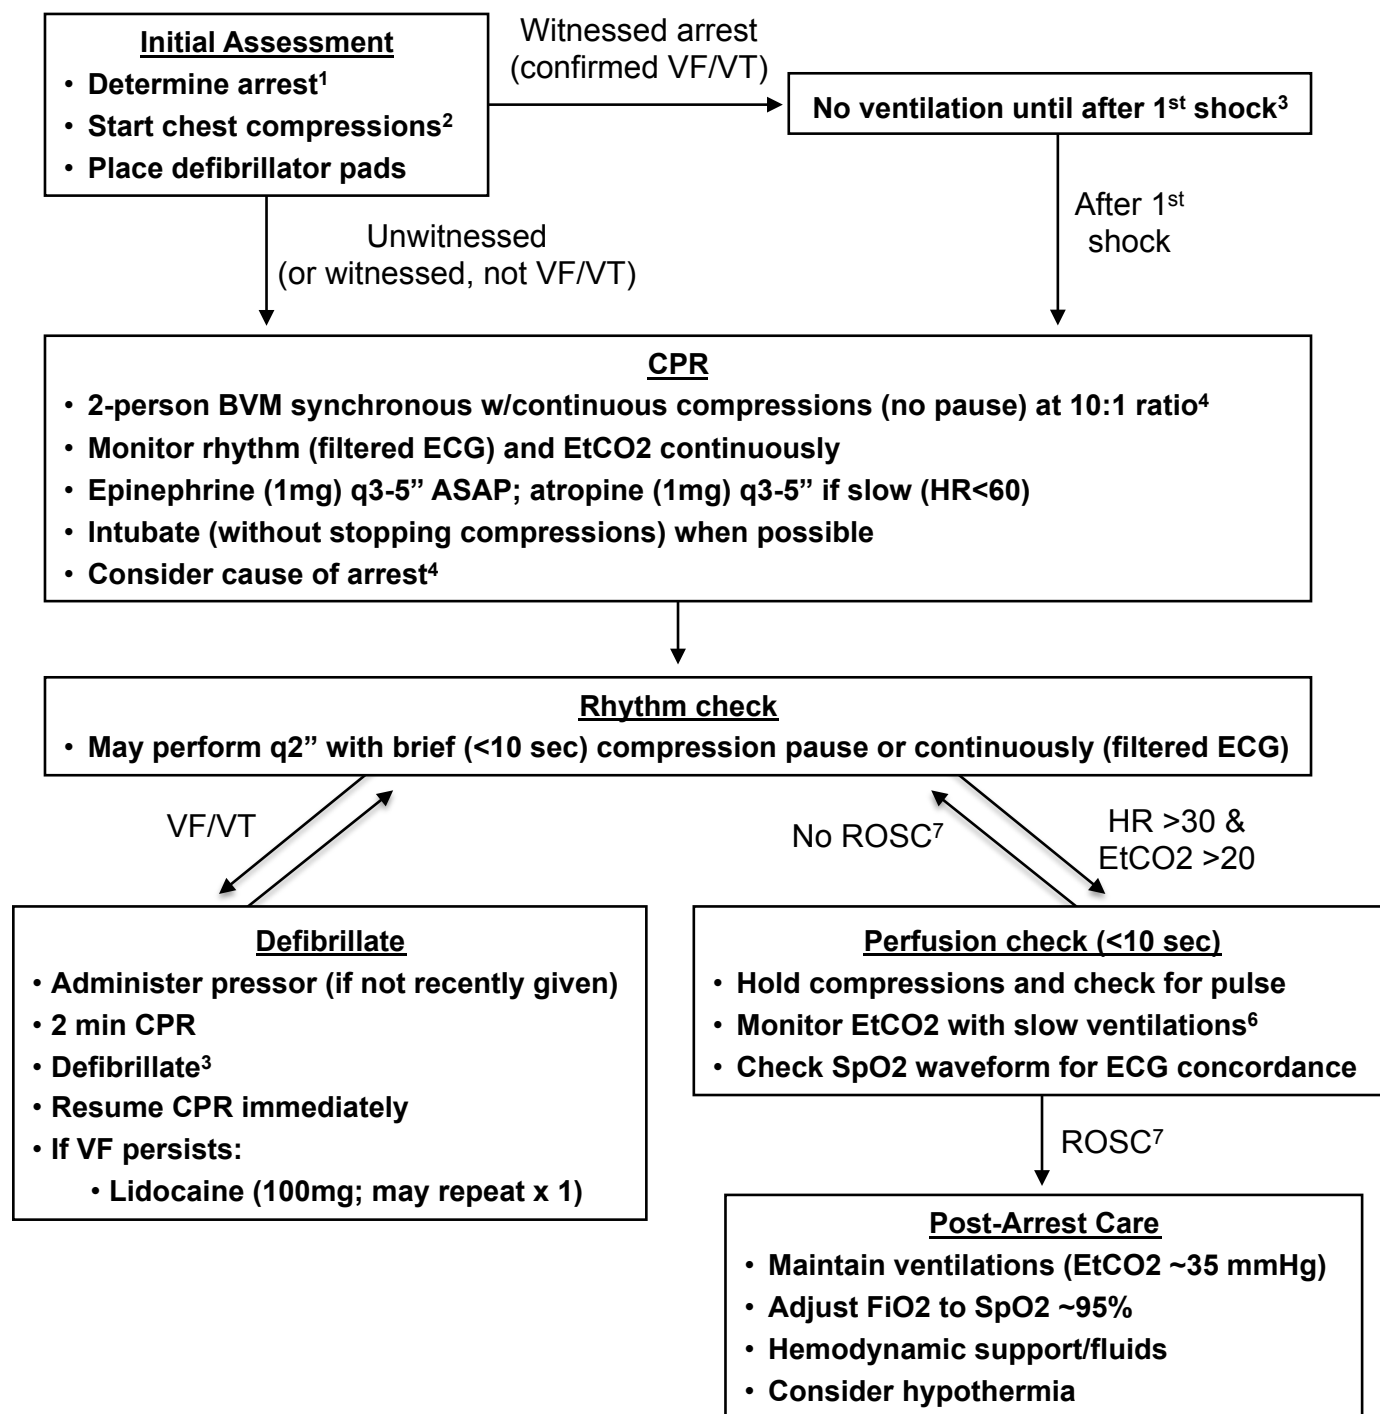 Initial Assessment
• Determine arrest¹
• Start chest compressions²
• Place defibrillator pads
Witnessed arrest
(confirmed VF/VT)
No ventilation until after 1ˢᵗ shock³
After 1ˢᵗ
shock
Unwitnessed
(or witnessed, not VF/VT)
CPR
• 2-person BVM synchronous w/continuous compressions (no pause) at 10:1 ratio⁴
• Monitor rhythm (filtered ECG) and EtCO2 continuously
• Epinephrine (1mg) q3-5” ASAP; atropine (1mg) q3-5” if slow (HR<60)
• Intubate (without stopping compressions) when possible
• Consider cause of arrest⁴
Rhythm check
• May perform q2” with brief (<10 sec) compression pause or continuously (filtered ECG)
VF/VT
No ROSC⁷
HR >30 &
EtCO2 >20
Defibrillate
• Administer pressor (if not recently given)
• 2 min CPR
• Defibrillate³
• Resume CPR immediately
• If VF persists:
• Lidocaine (100mg; may repeat x 1)
Perfusion check (<10 sec)
• Hold compressions and check for pulse
• Monitor EtCO2 with slow ventilations⁶
• Check SpO2 waveform for ECG concordance
ROSC⁷
Post-Arrest Care
• Maintain ventilations (EtCO2 ~35 mmHg)
• Adjust FiO2 to SpO2 ~95%
• Hemodynamic support/fluids
• Consider hypothermia